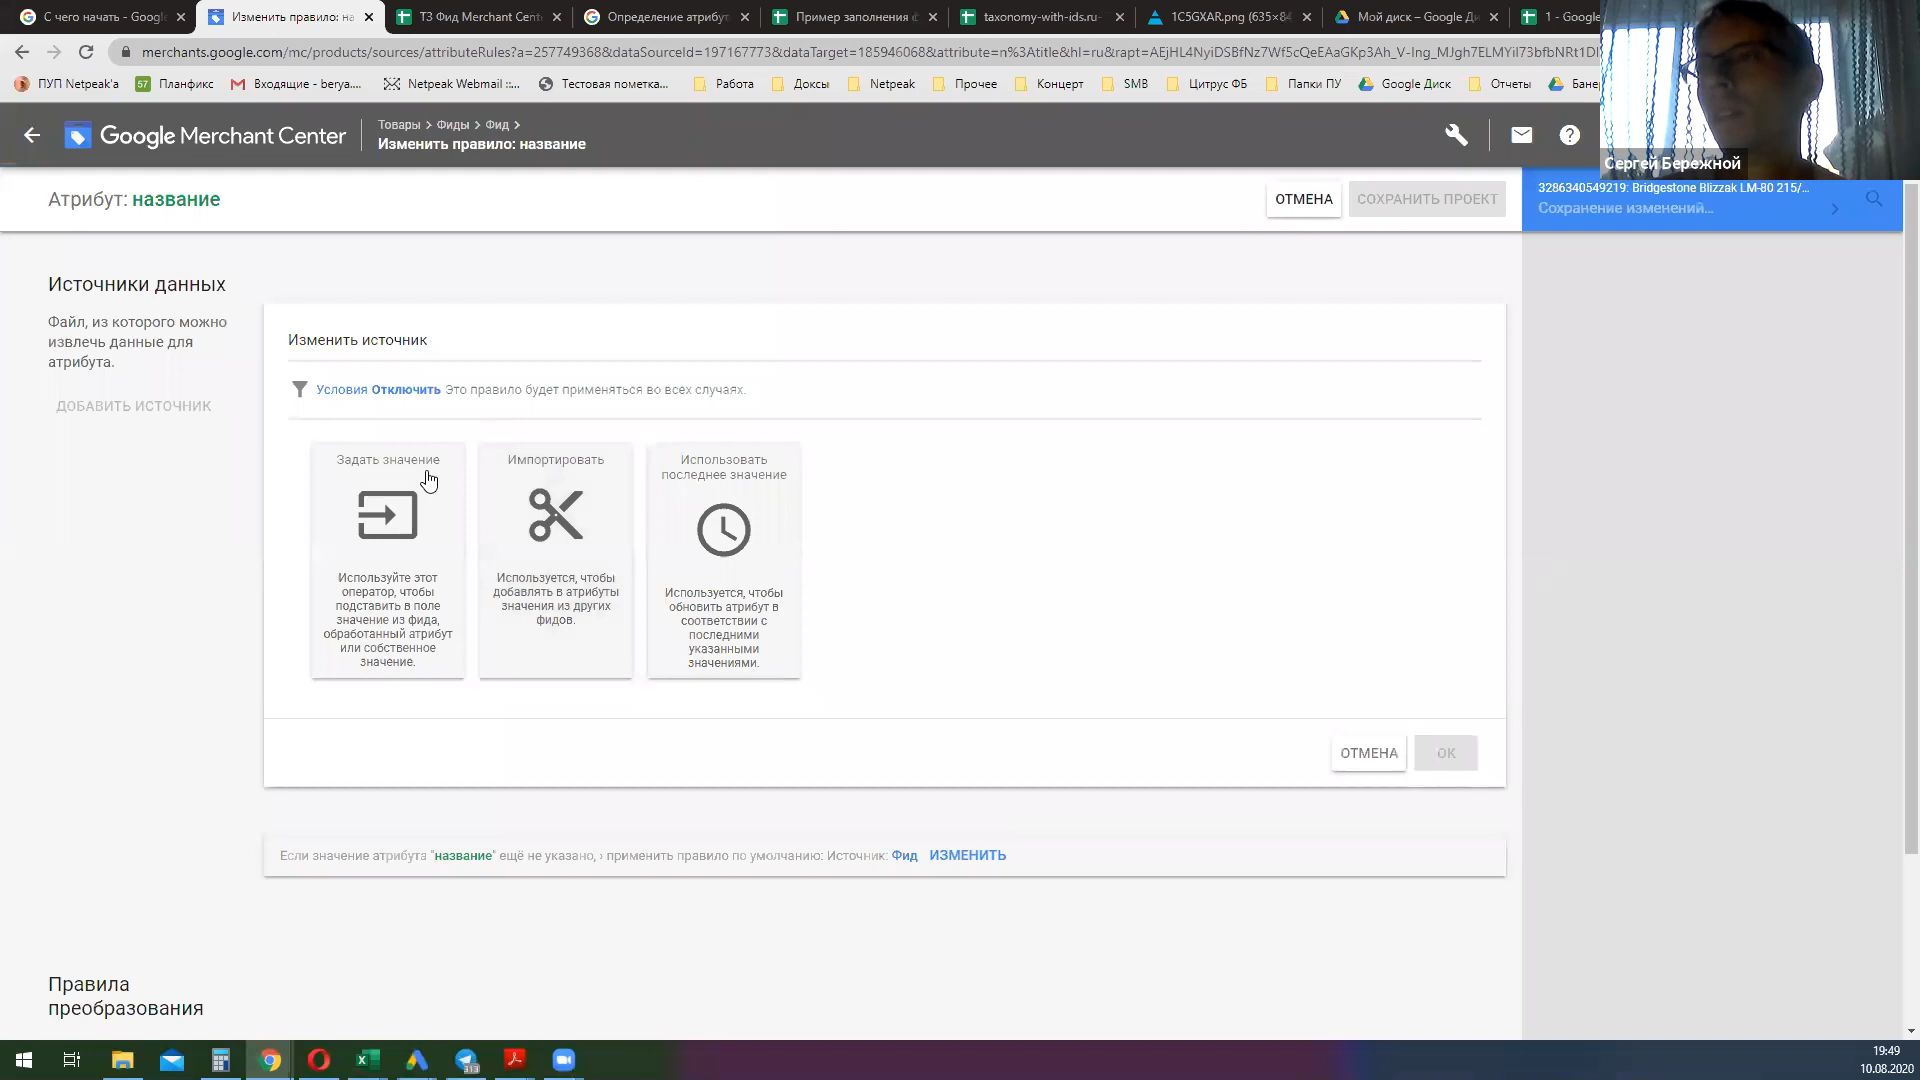 С чего начать - Google
Изменить правило: на
ТЗ Фид Merchant Cent
Определение атрибут
Пример заполнения ф
taxonomy-with-ids.ru-
1C5GXAR.png (635×84
Мой диск – Google Ди
1 - Google
merchants.google.com/mc/products/sources/attributeRules?a=257749368&dataSourceId=197167773&dataTarget=185946068&attribute=n%3Atitle&hl=ru&rapt=AEjHL4NyiDSBfNz7Wf5cQeEAaGKp3Ah_V-Ing_MJgh7ELMYiI73bfbNRt1DI
ПУП Netpeak'а
57
Планфикс
Входящие - berya....
Netpeak Webmail ::...
Тестовая пометка...
Работа
Доксы
Netpeak
Прочее
Концерт
SMB
Цитрус ФБ
Папки ПУ
Google Диск
Отчеты
Банер
Google Merchant Center
Товары > Фиды > Фид >
Изменить правило: название
Сергей Бережной
Атрибут: название
ОТМЕНА
СОХРАНИТЬ ПРОЕКТ
3286340549219: Bridgestone Blizzak LM-80 215/...
Сохранение изменений...
Источники данных
Файл, из которого можно
извлечь данные для
атрибута.
ДОБАВИТЬ ИСТОЧНИК
Изменить источник
Условия Отключить Это правило будет применяться во всех случаях.
Задать значение
Используйте этот
оператор, чтобы
подставить в поле
значение из фида,
обработанный атрибут
или собственное
значение.
Импортировать
Используется, чтобы
добавлять в атрибуты
значения из других
фидов.
Использовать
последнее значение
Используется, чтобы
обновить атрибут в
соответствии с
последними
указанными
значениями.
ОТМЕНА
ОК
Если значение атрибута "название" ещё не указано, › применить правило по умолчанию: Источник: Фид ИЗМЕНИТЬ
Правила
преобразования
313
19:49
10.08.2020